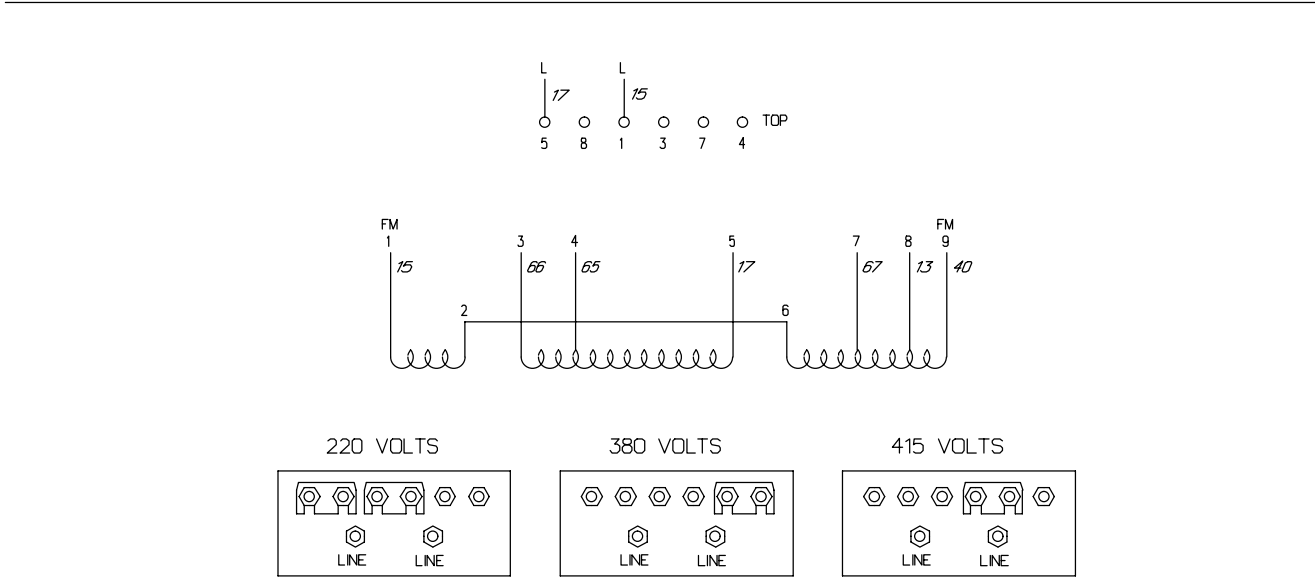 L L
17 15
TOP
5 8 1 3 7 4
FM FM
1 3 4 5 7 8 9
15 66 65 17 67 13 40
2 6
220 VOLTS 380 VOLTS 415 VOLTS
LINE LINE LINE LINE LINE LINE